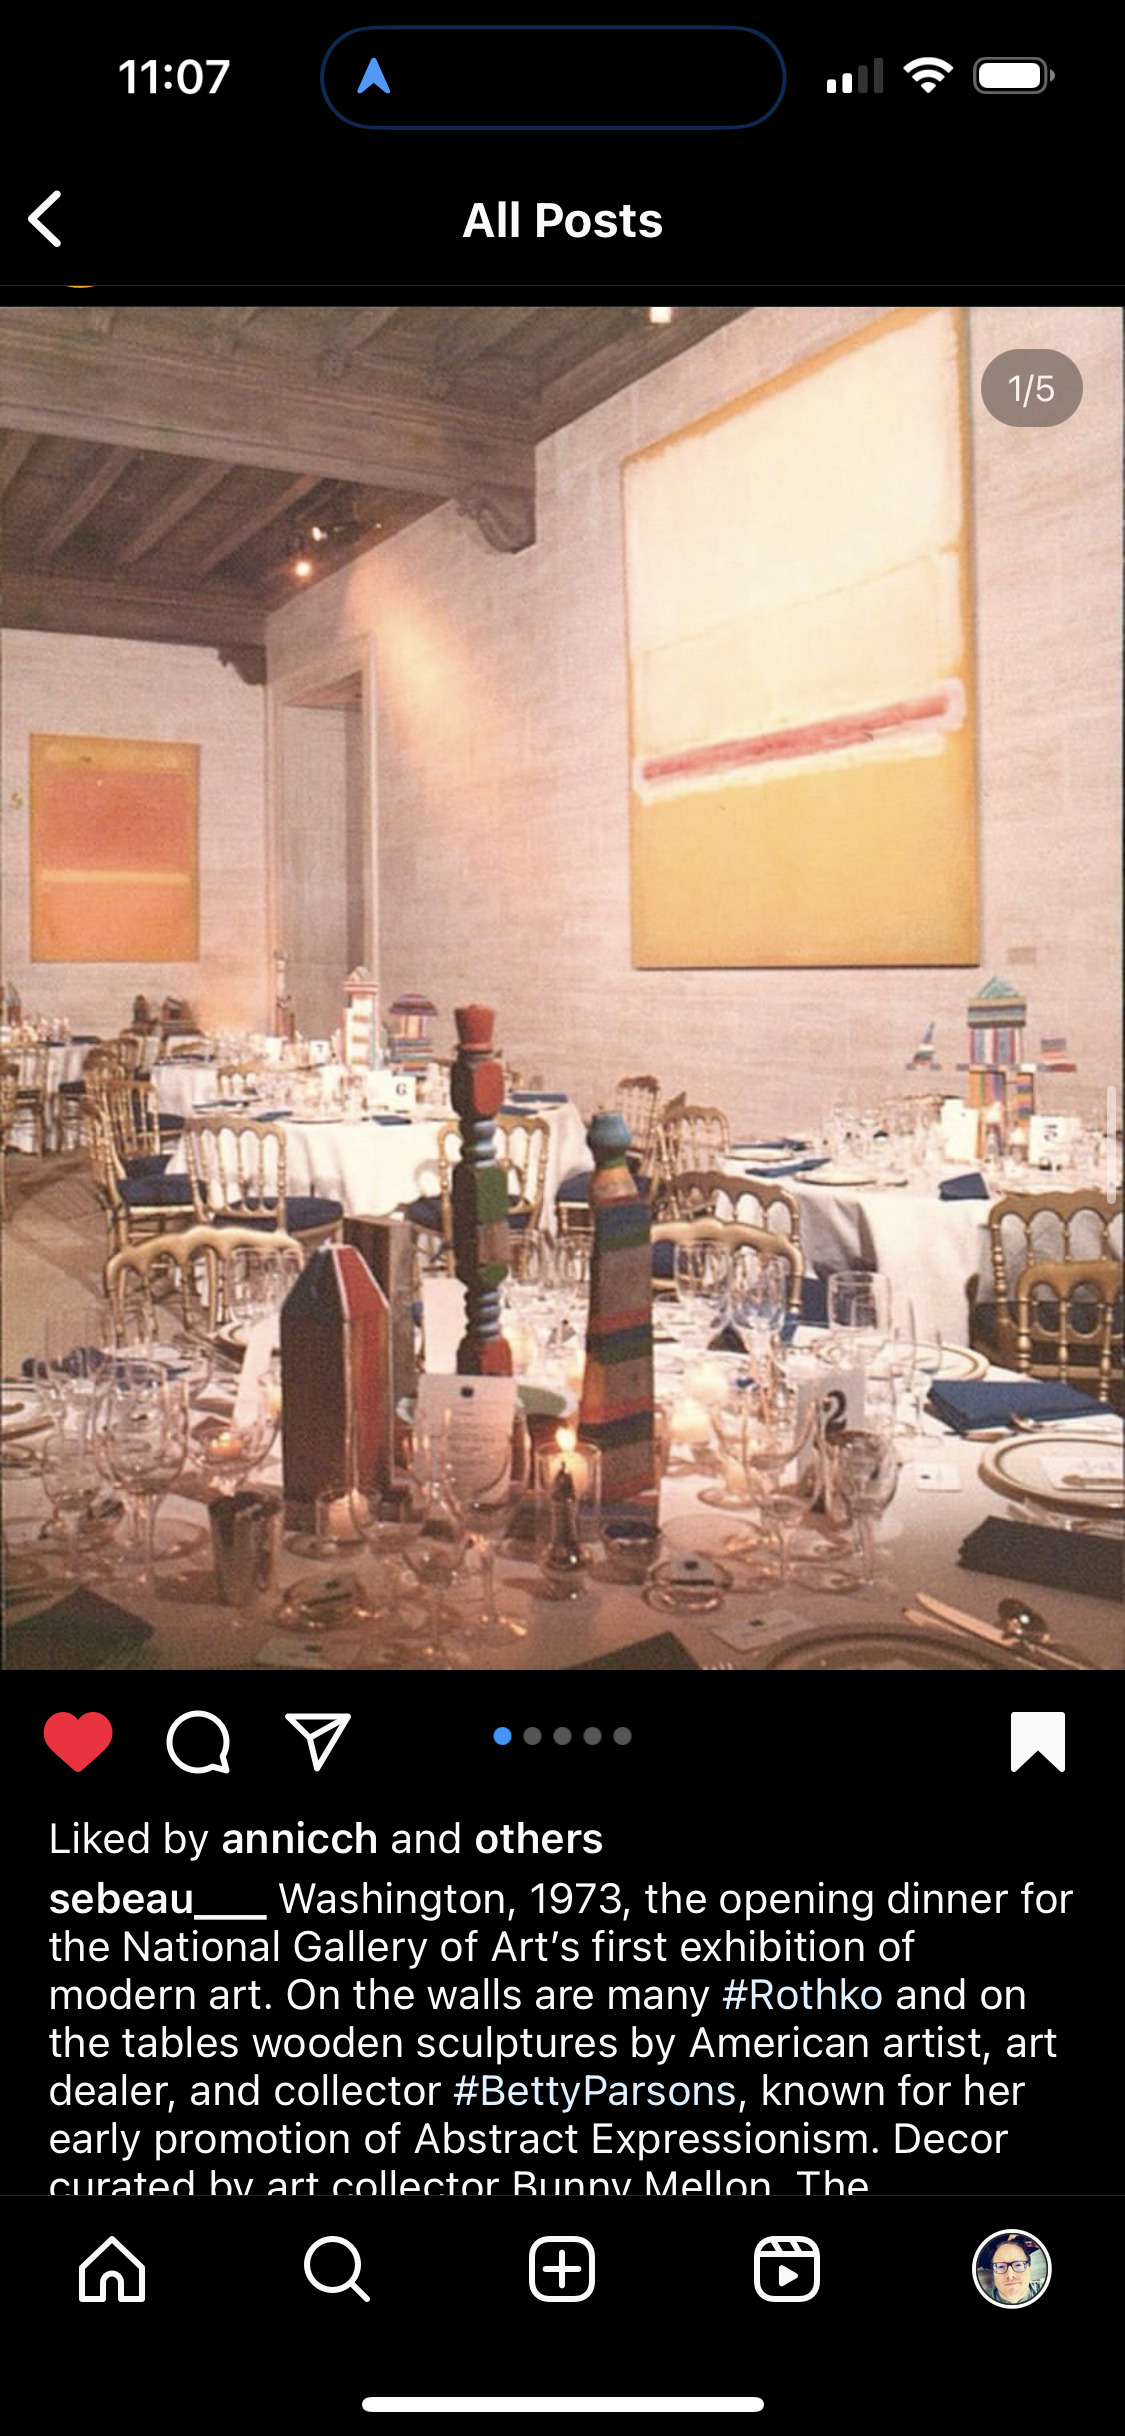 11:07
All Posts
1/5
6
5
2
Liked by annicch and others
sebeau___ Washington, 1973, the opening dinner for
the National Gallery of Art’s first exhibition of
modern art. On the walls are many #Rothko and on
the tables wooden sculptures by American artist, art
dealer, and collector #BettyParsons, known for her
early promotion of Abstract Expressionism. Decor
curated by art collector Bunny Mellon. The